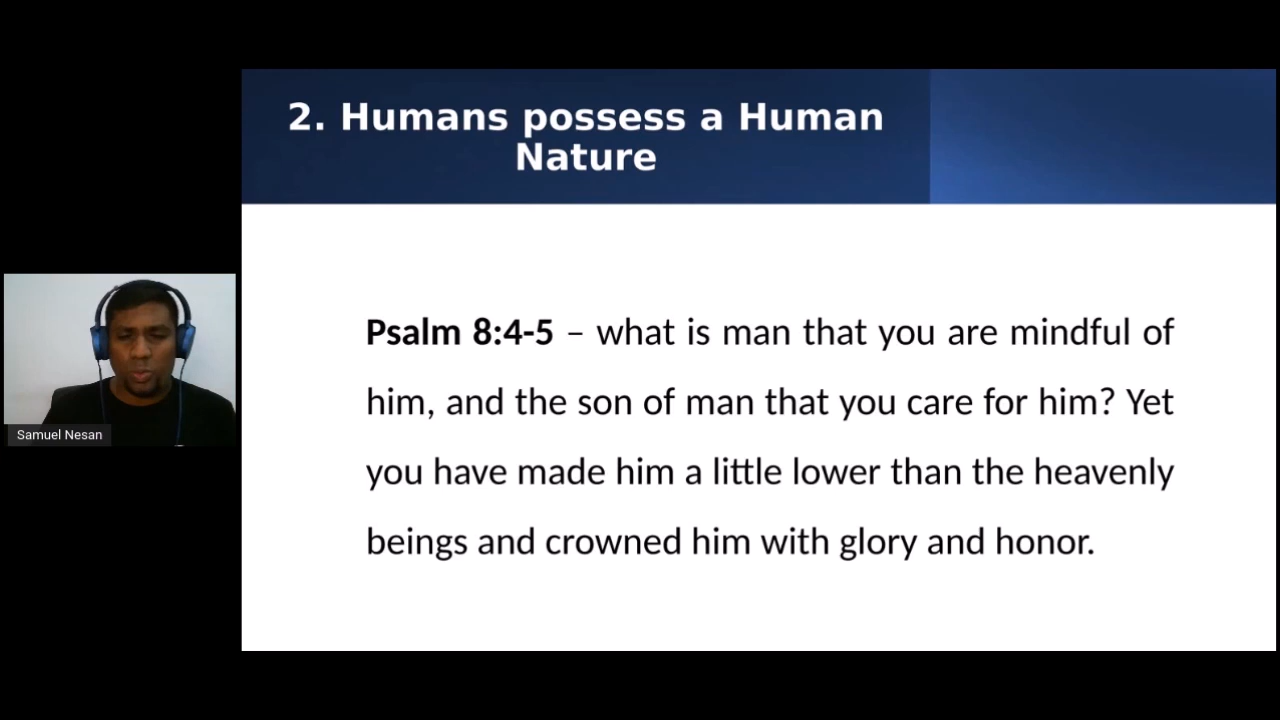 2. Humans possess a Human
Nature
Psalm 8:4-5 – what is man that you are mindful of
him, and the son of man that you care for him? Yet
you have made him a little lower than the heavenly
beings and crowned him with glory and honor.
Samuel Nesan